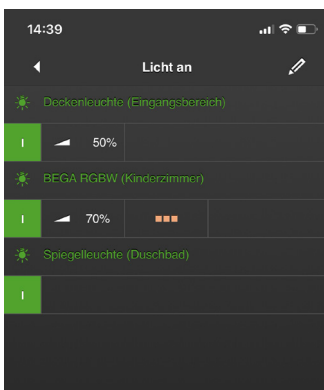 14:39
Licht an
Deckenleuchte (Eingangsbereich)
I 50%
BEGA RGBW (Kinderzimmer)
I 70%
Spiegelleuchte (Duschbad)
I